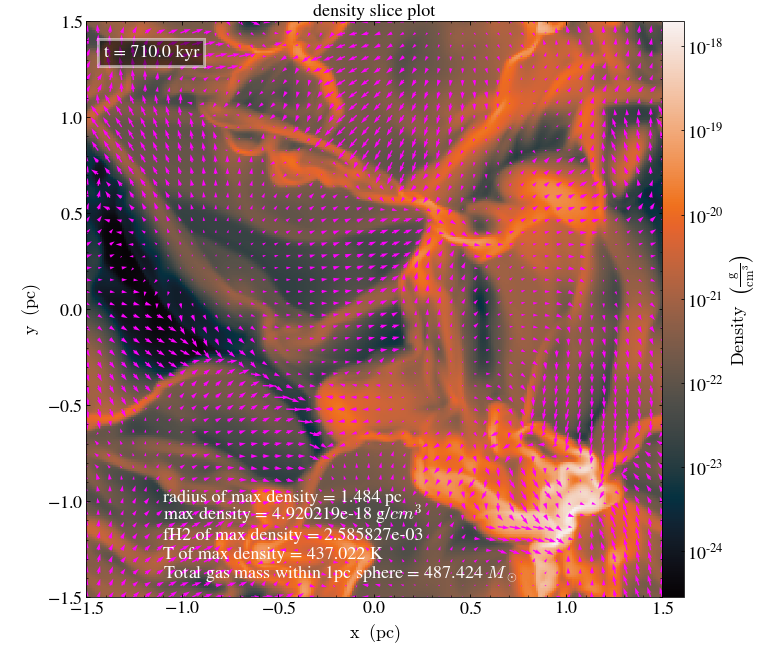 density slice plot
t = 710.0 kyr
1.5
1.0
0.5
0.0
−0.5
−1.0
−1.5
y (pc)
radius of max density = 1.484 pc
max density = 4.920219e-18 g/cm³
fH2 of max density = 2.585827e-03
T of max density = 437.022 K
Total gas mass within 1pc sphere = 487.424 M☉
−1.5 −1.0 −0.5 0.0 0.5 1.0 1.5
x (pc)
10⁻¹⁸
10⁻¹⁹
10⁻²⁰
10⁻²¹
10⁻²²
10⁻²³
10⁻²⁴
Density (g/cm³)